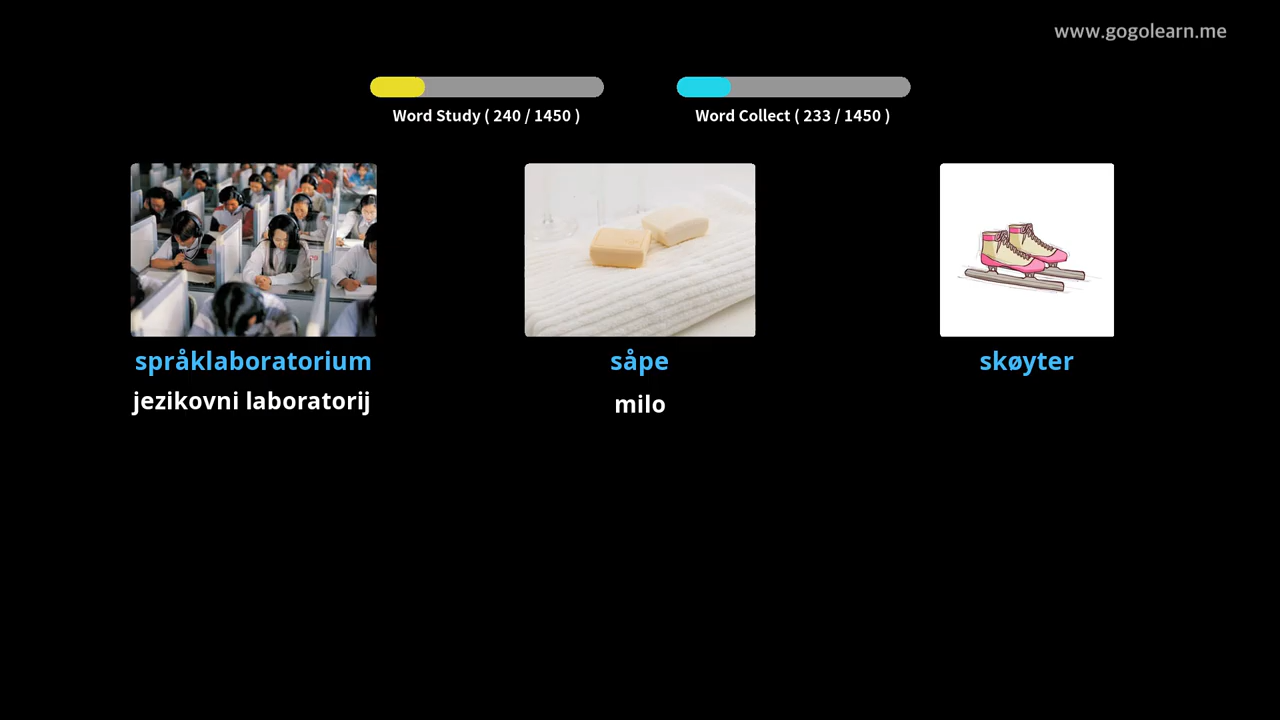 www.gogolearn.me
Word Study ( 240 / 1450 )
Word Collect ( 233 / 1450 )
språklaboratorium
jezikovni laboratorij
såpe
milo
skøyter